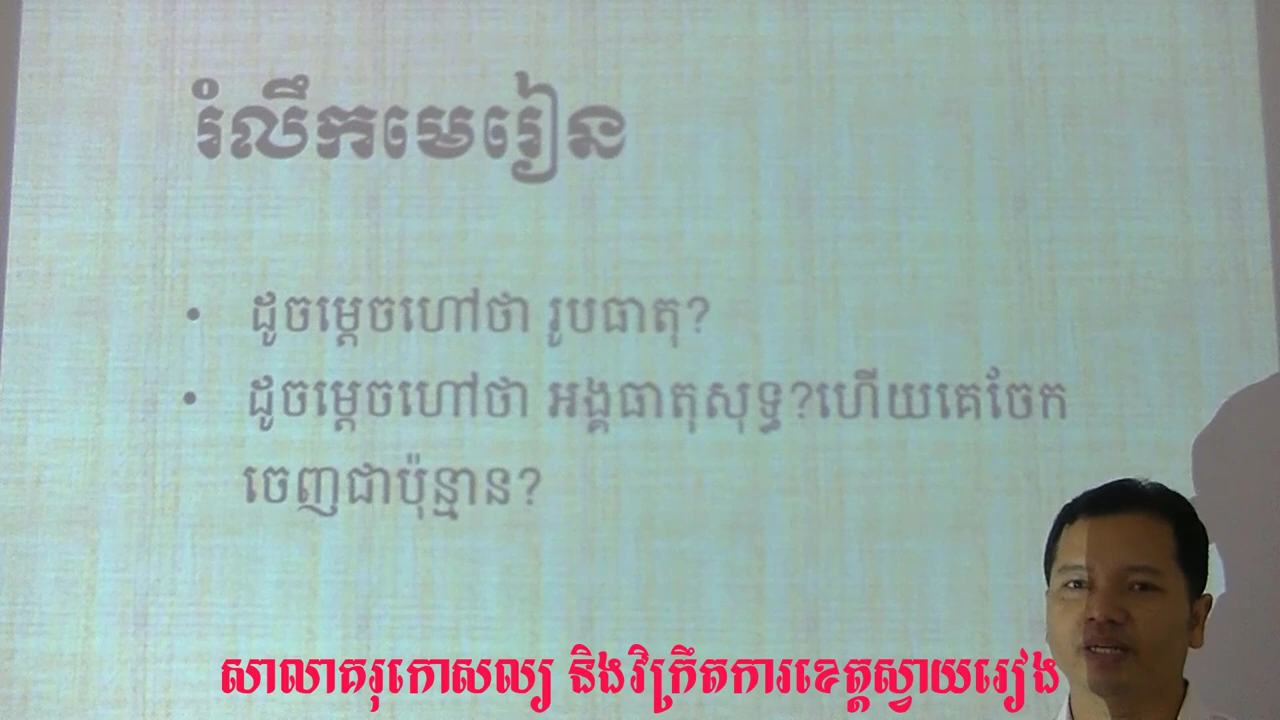 រំលឹកមេរៀន
• ដូចម្ដេចហៅថា រូបធាតុ?
• ដូចម្ដេចហៅថា អង្គធាតុសុទ្ធ?ហើយគេចែក
ចេញជាប៉ុន្មាន?
សាលាគរុកោសល្យ និងវិក្រឹតការខេត្តស្វាយរៀង